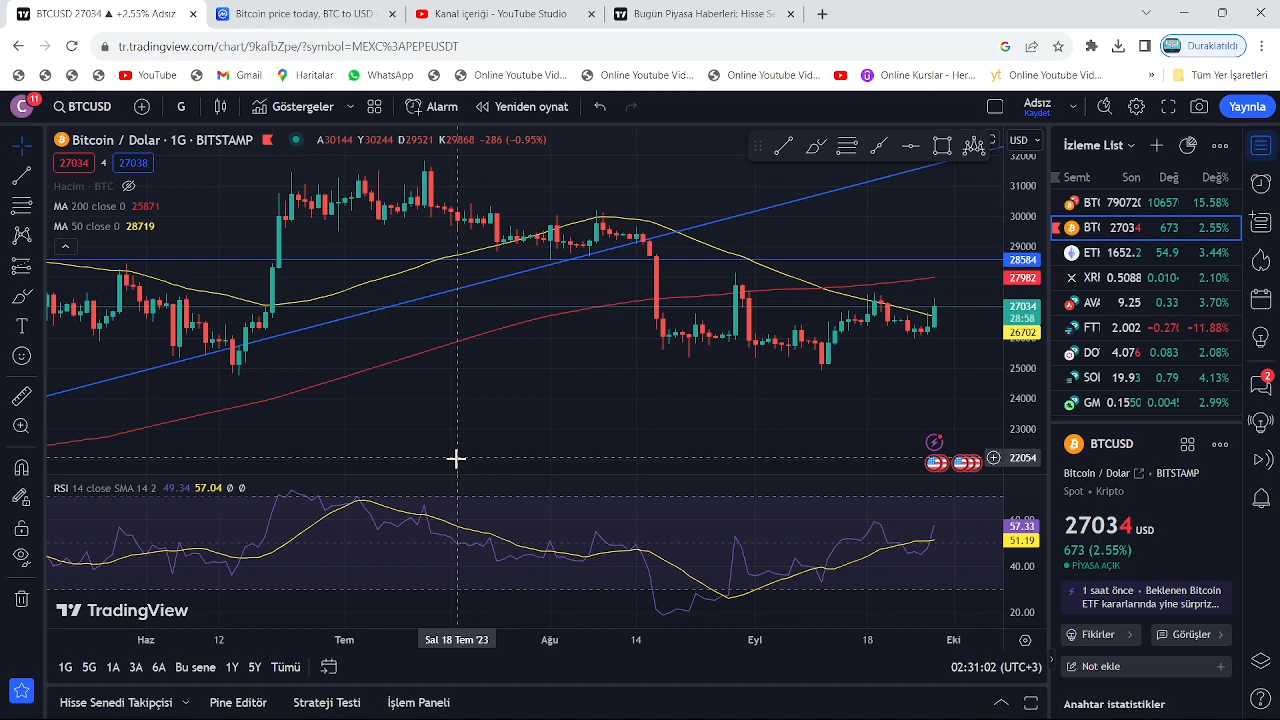 BTCUSD 27034 ▲ +2.55% Adsız
Bitcoin price today, BTC to USD
Kanal içeriği - YouTube Studio
Bugün Piyasa Haberleri: Hisse Se
tr.tradingview.com/chart/9kafbZpe/?symbol=MEXC%3APEPEUSDT
Duraklatıldı
YouTube
Gmail
Haritalar
WhatsApp
Online Youtube Vid...
Online Youtube Vid...
Online Youtube Vid...
Online Kurslar - Her...
yt Online Youtube Vid...
»
Tüm Yer İşaretleri
C 11
BTCUSD
G
Göstergeler
Alarm
Yeniden oynat
Adsız
Kaydet
Yayınla
Bitcoin / Dolar · 1G · BITSTAMP
A30144 Y30244 D29521 K29868 -286 (-0.95%)
USD
27034 4 27038
Hacim - BTC
MA 200 close 0 25871
MA 50 close 0 28719
32000
31000
30000
29000
28584
27982
27034
28:58
26702
25000
24000
23000
22054
RSI 14 close SMA 14 2 49.34 57.04 Ø Ø
57.33
51.19
40.00
20.00
TradingView
Haz
12
Tem
Sal 18 Tem '23
Ağu
14
Eyl
18
Eki
1G 5G 1A 3A 6A Bu sene 1Y 5Y Tümü
02:31:02 (UTC+3)
Hisse Senedi Takipçisi
Pine Editör
Strateji Testi
İşlem Paneli
İzleme List
Semt Son Değ Değ%
BTC 79072 10657 15.58%
BTC 27034 673 2.55%
ETH 1652.2 54.9 3.44%
XRI 0.5088 0.010 2.10%
AVA 9.25 0.33 3.70%
FTT 2.002 -0.27 -11.88%
DO 4.076 0.083 2.08%
SOL 19.93 0.79 4.13%
GM 0.1550 0.004 2.99%
2
BTCUSD
Bitcoin / Dolar · BITSTAMP
Spot · Kripto
27034 USD
673 (2.55%)
PİYASA AÇIK
1 saat önce · Beklenen Bitcoin
ETF kararlarında yine sürpriz...
Fikirler
Görüşler
Not ekle
Anahtar istatistikler